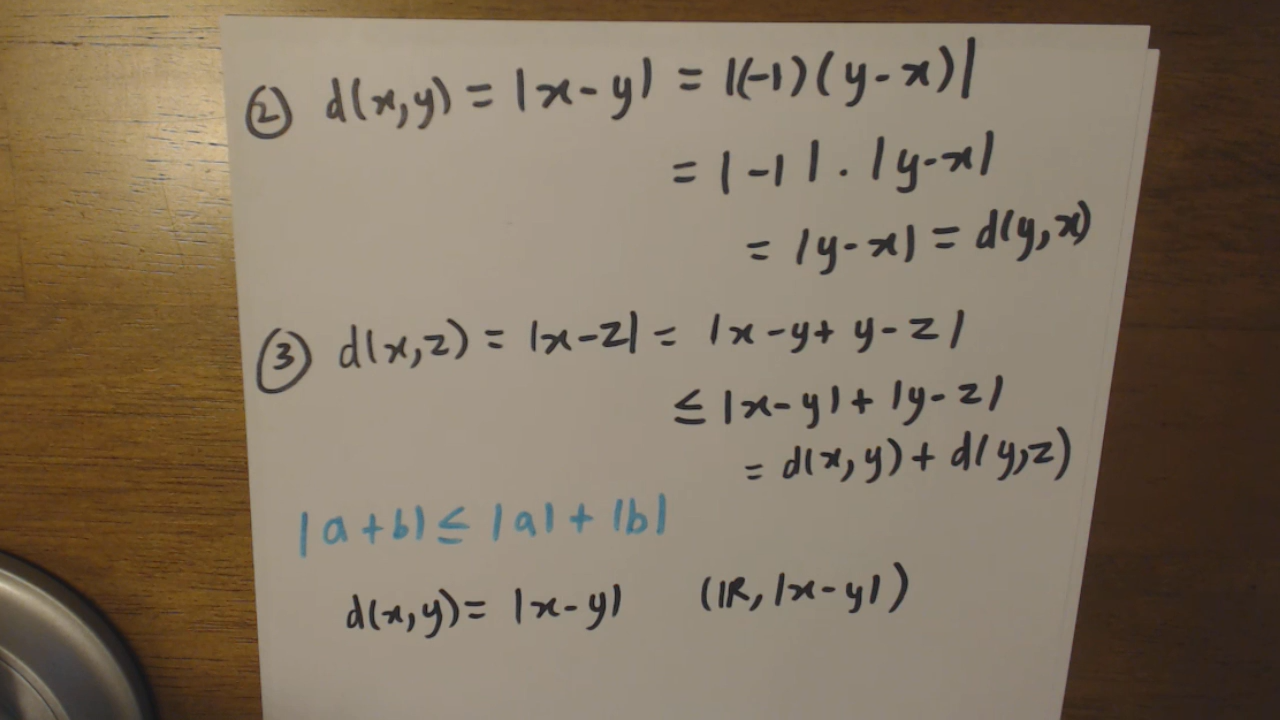 ② d(x,y) = |x-y| = |(-1)(y-x)|
= |-1| . |y-x|
= |y-x| = d(y,x)
③ d(x,z) = |x-z| = |x-y+y-z|
≤ |x-y| + |y-z|
= d(x,y) + d(y,z)
|a+b| ≤ |a| + |b|
d(x,y) = |x-y| (ℝ, |x-y|)